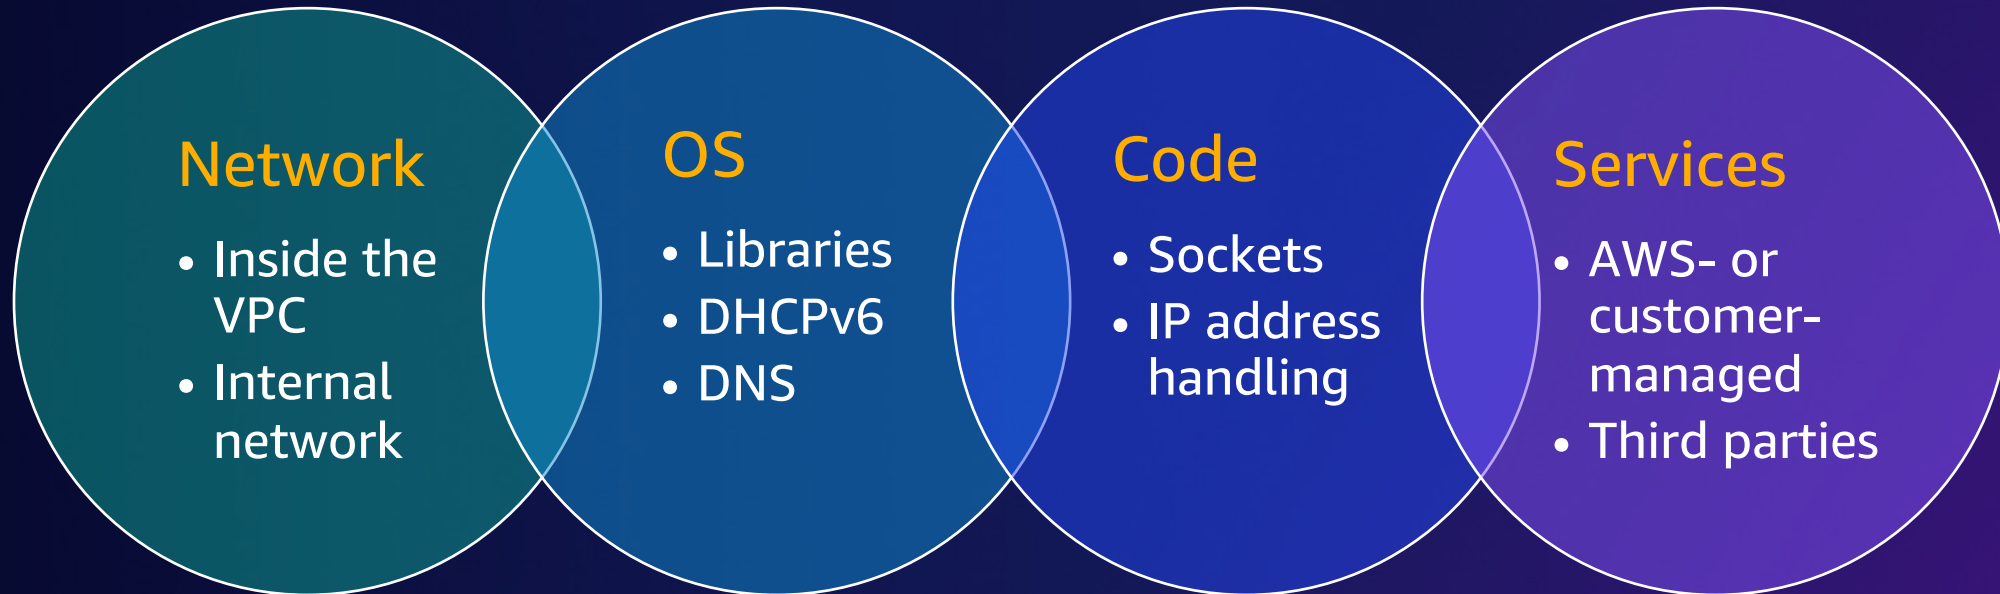 Network
• Inside the
VPC
• Internal
network
OS
• Libraries
• DHCPv6
• DNS
Code
• Sockets
• IP address
handling
Services
• AWS- or
customer-
managed
• Third parties